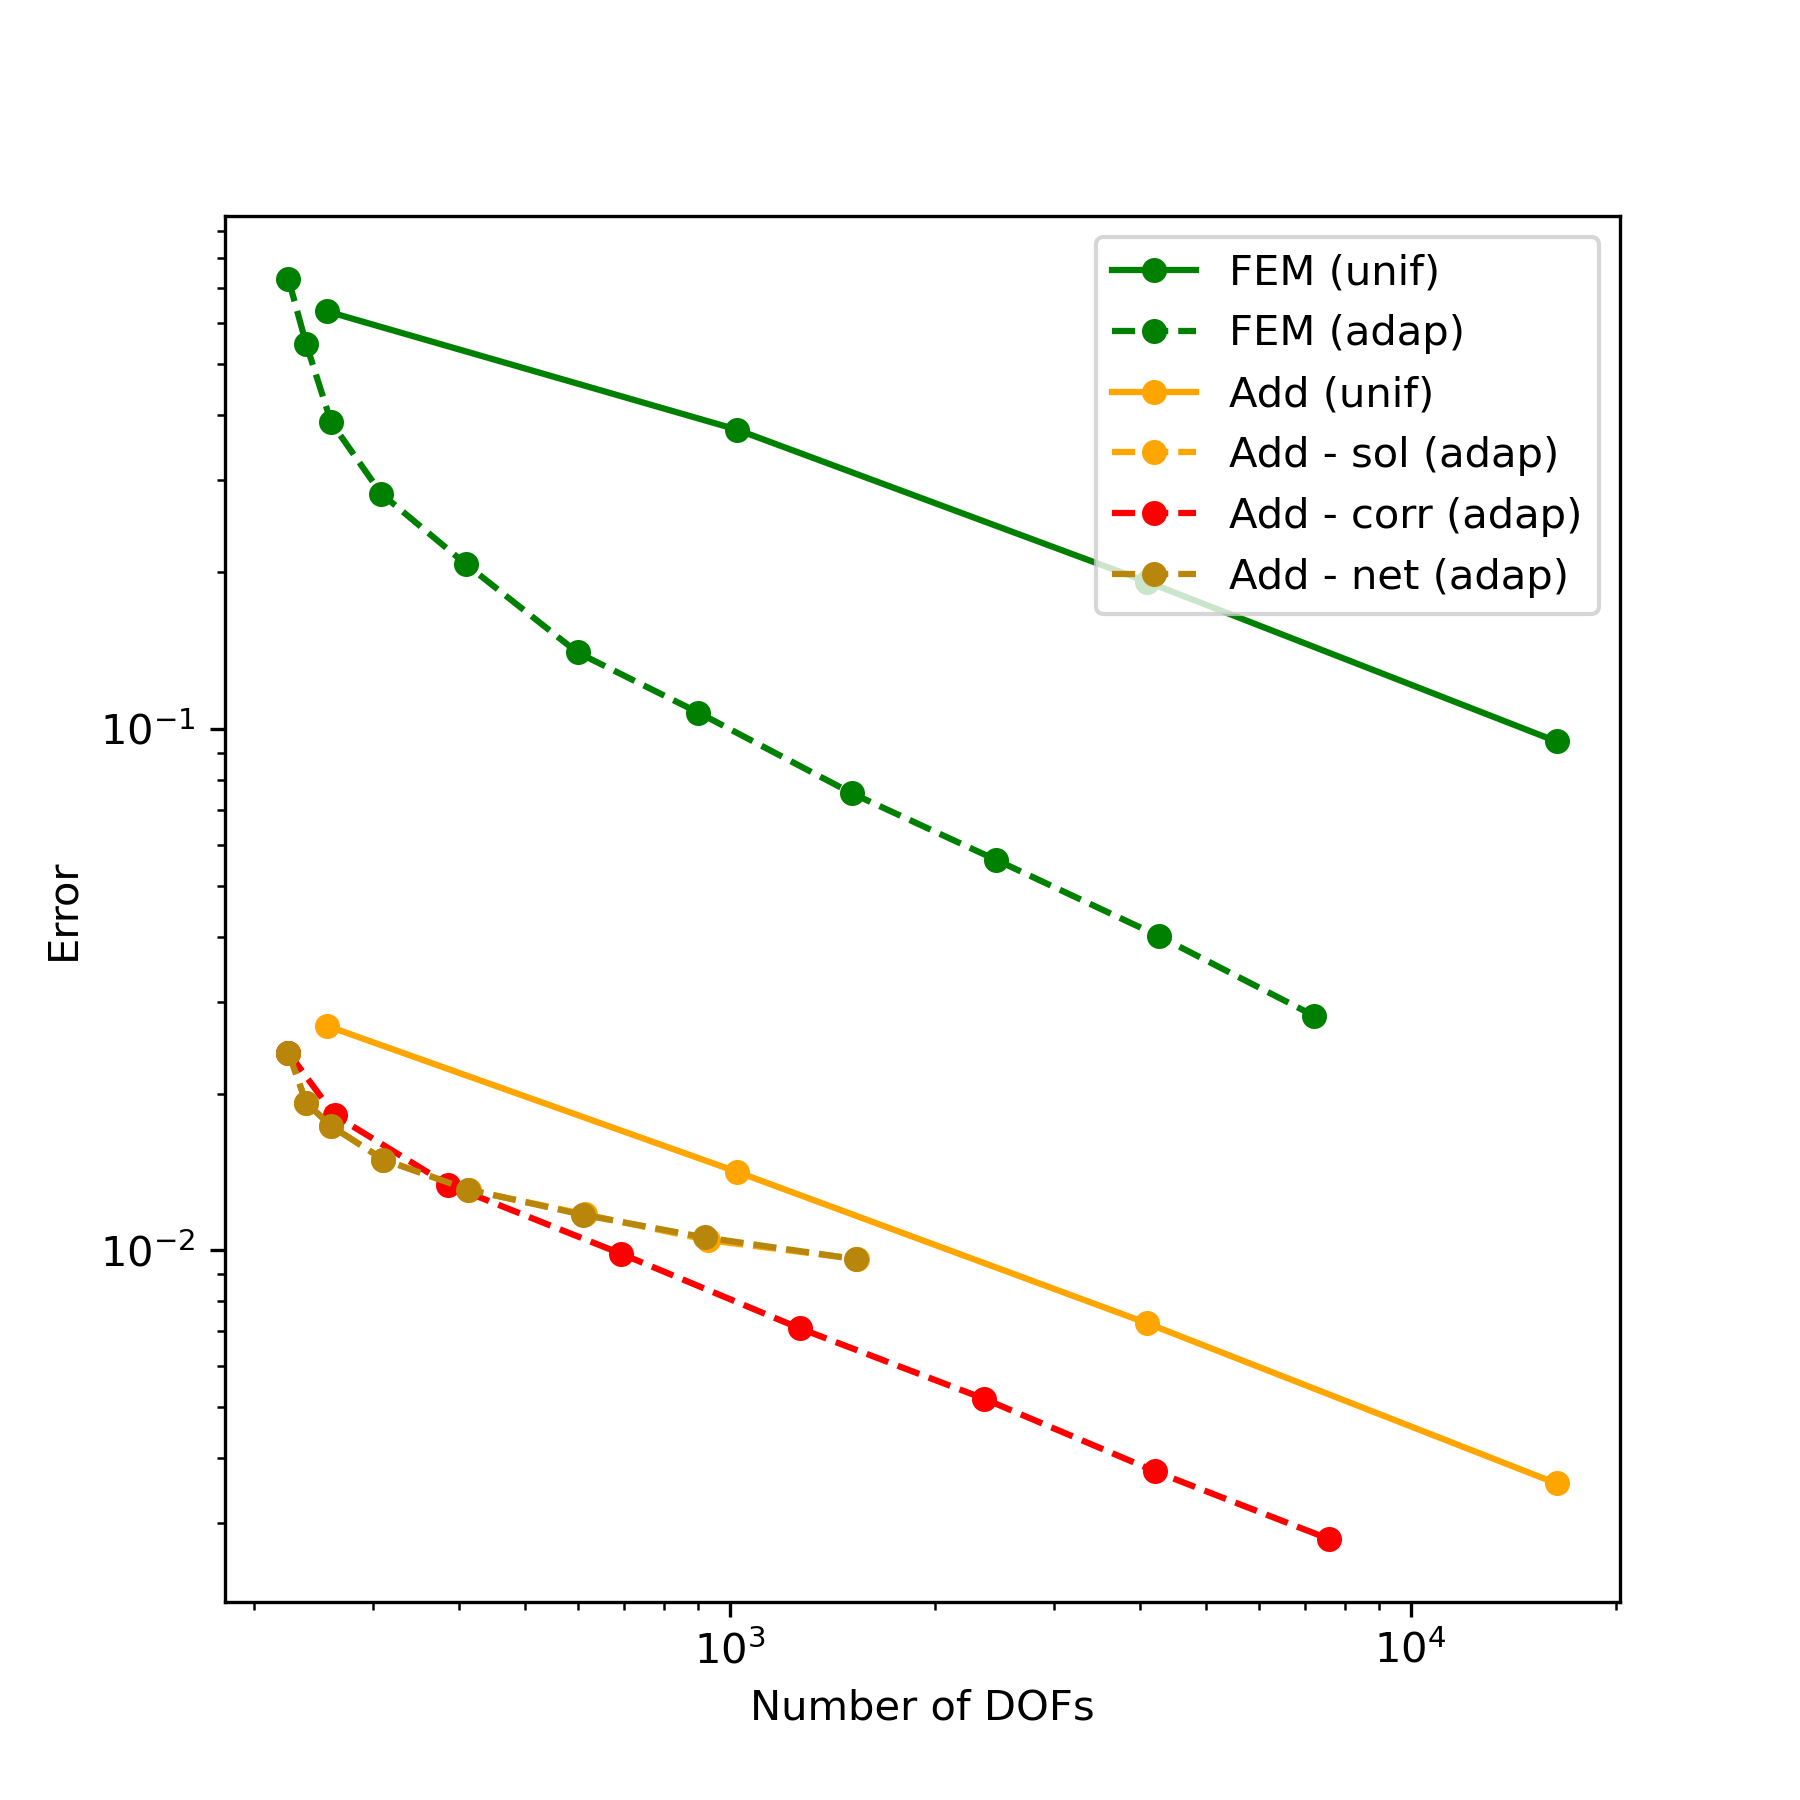 FEM (unif)
FEM (adap)
Add (unif)
Add - sol (adap)
Add - corr (adap)
Add - net (adap)
10⁻¹
10⁻²
Error
10³
10⁴
Number of DOFs